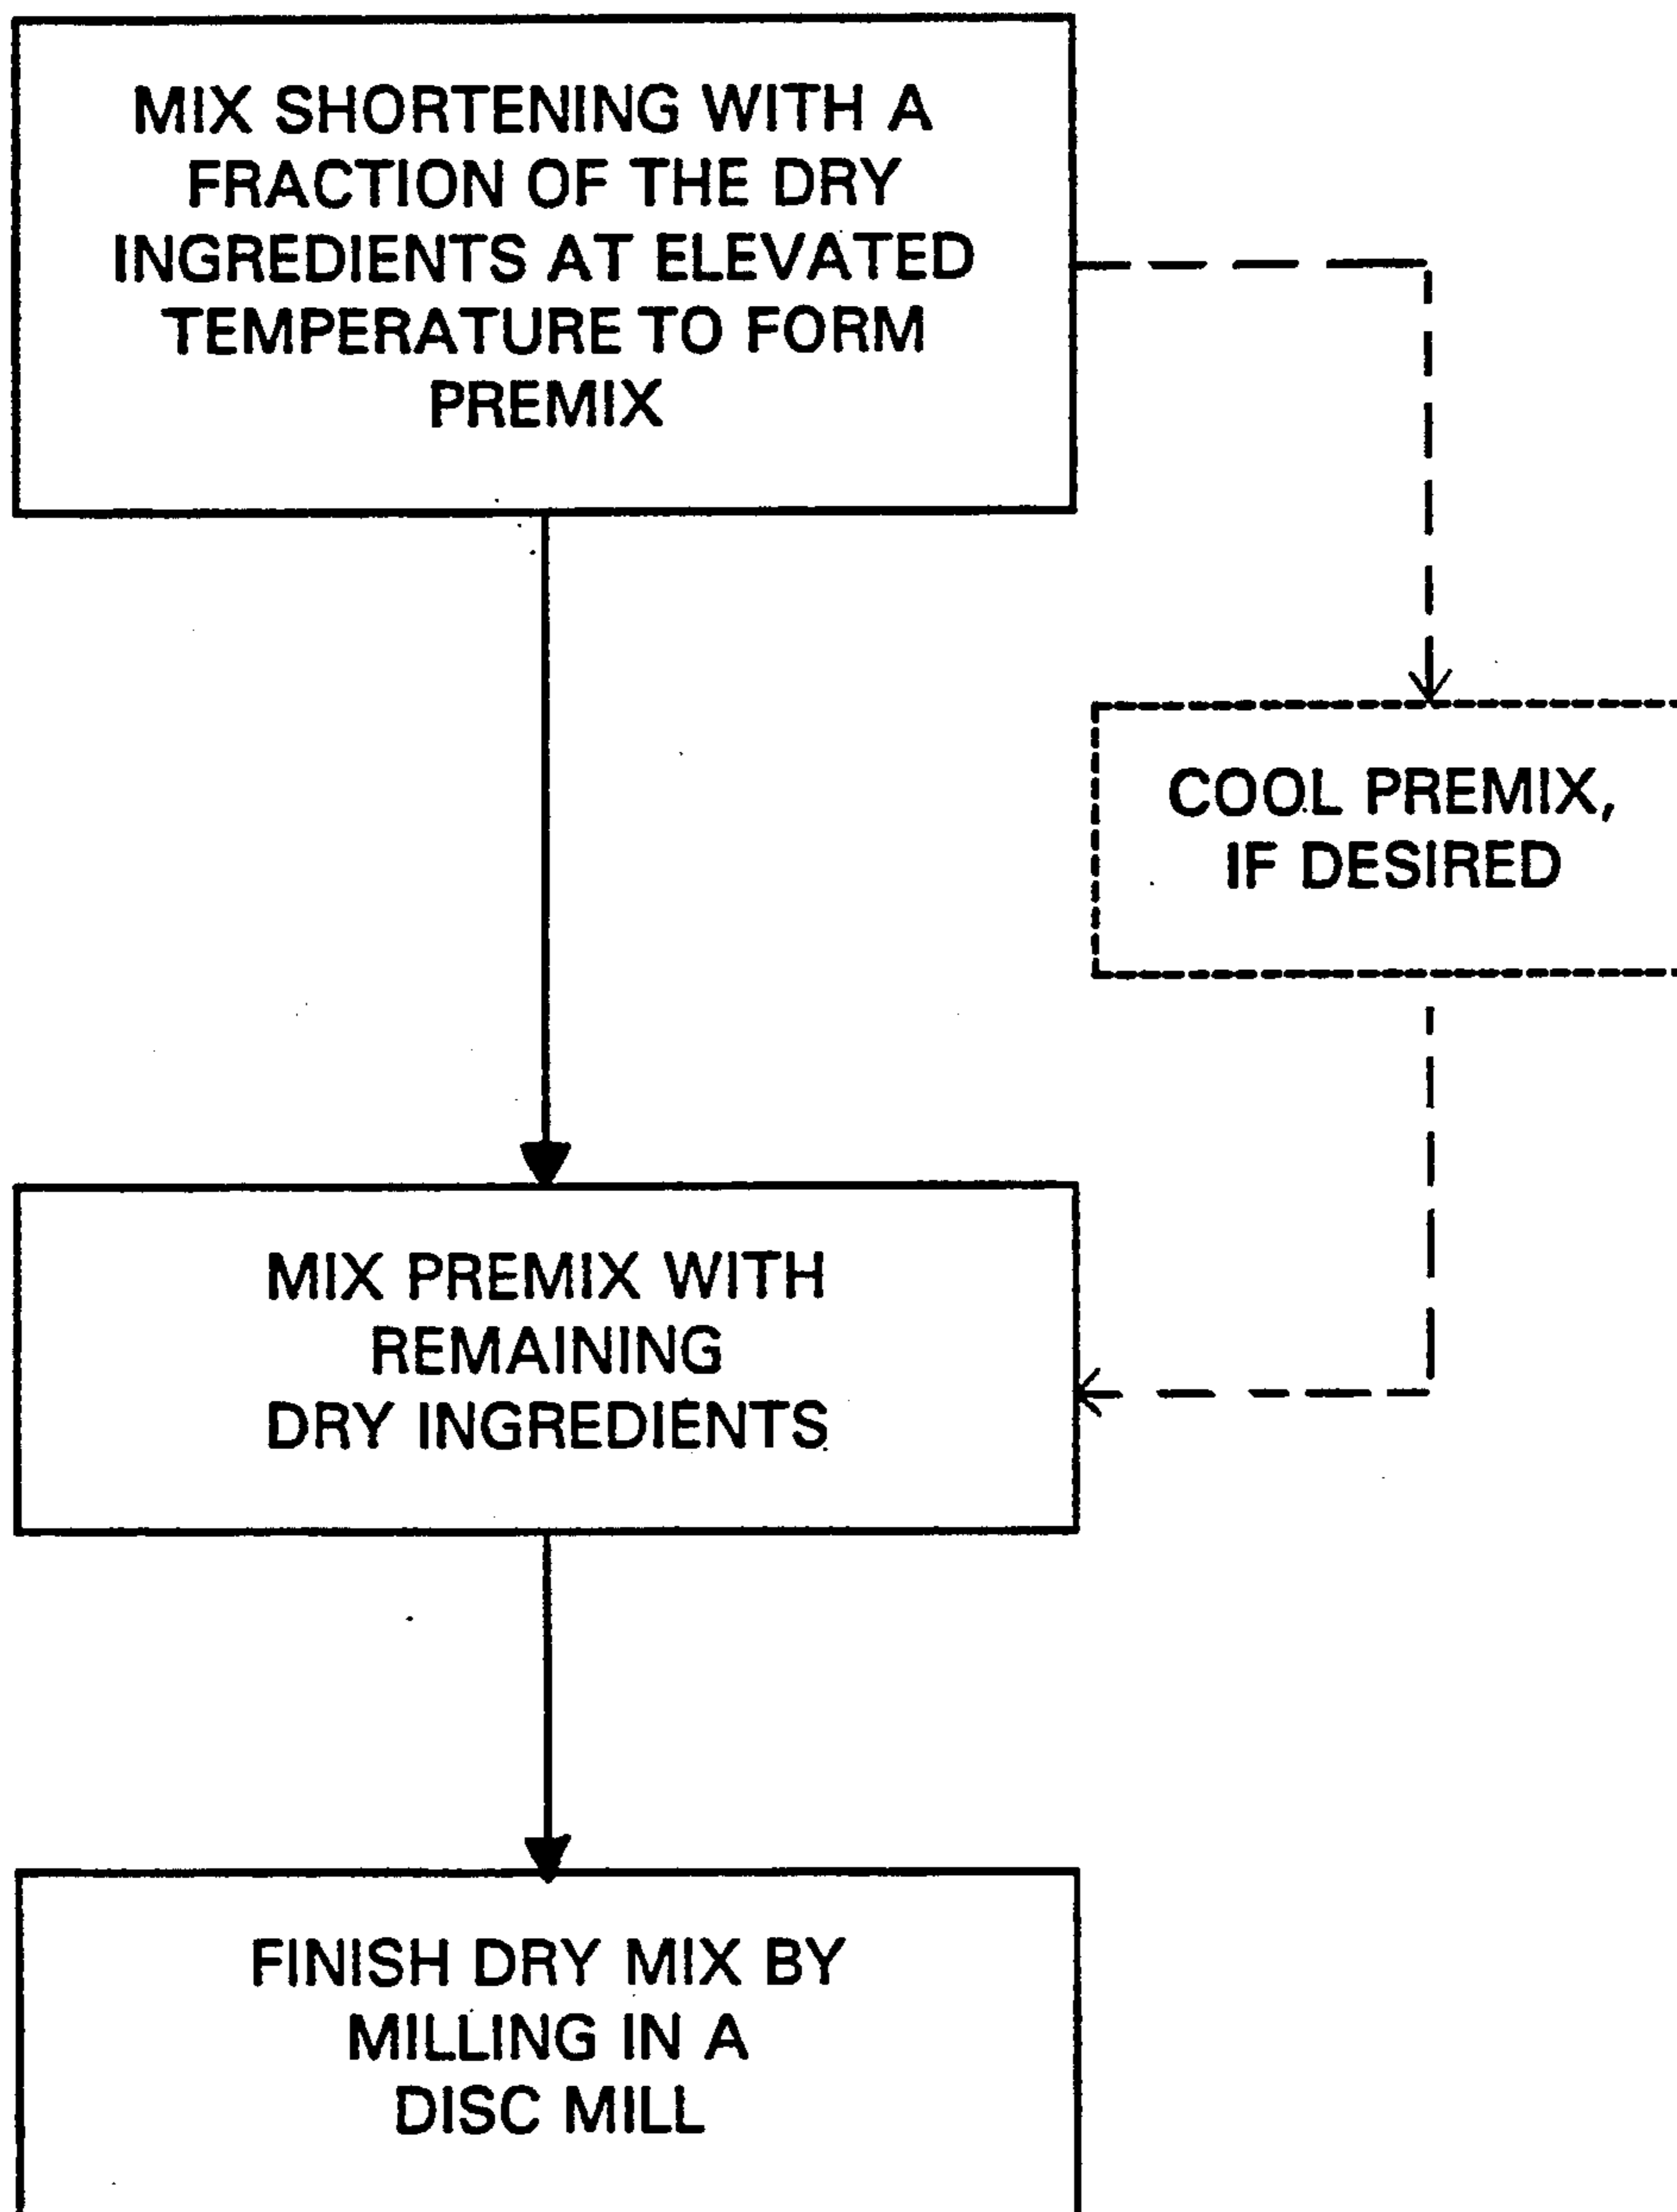 MIX SHORTENING WITH A
FRACTION OF THE DRY
INGREDIENTS AT ELEVATED
TEMPERATURE TO FORM
PREMIX
COOL PREMIX,
IF DESIRED
MIX PREMIX WITH
REMAINING
DRY INGREDIENTS
FINISH DRY MIX BY
MILLING IN A
DISC MILL